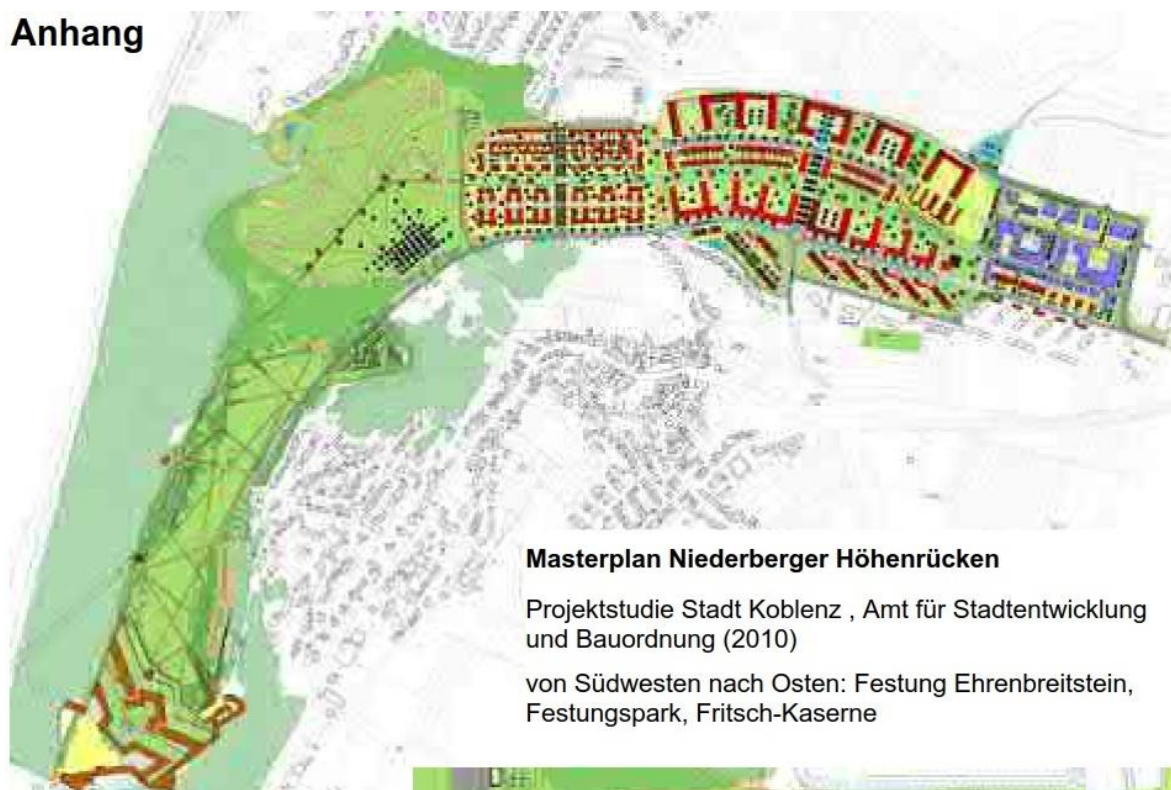 Anhang
Masterplan Niederberger Höhenrücken
Projektstudie Stadt Koblenz , Amt für Stadtentwicklung
und Bauordnung (2010)
von Südwesten nach Osten: Festung Ehrenbreitstein,
Festungspark, Fritsch-Kaserne